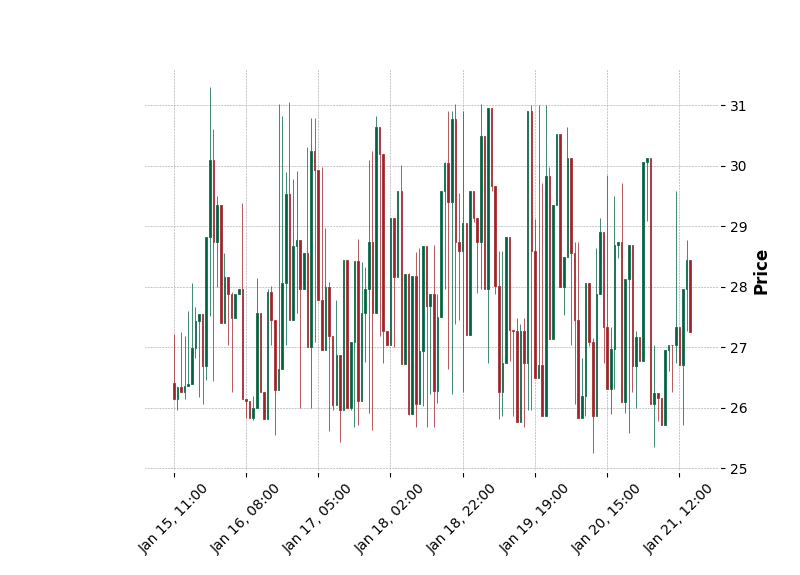 31
30
29
28
27
26
25
Price
Jan 15, 11:00
Jan 16, 08:00
Jan 17, 05:00
Jan 18, 02:00
Jan 18, 22:00
Jan 19, 19:00
Jan 20, 15:00
Jan 21, 12:00